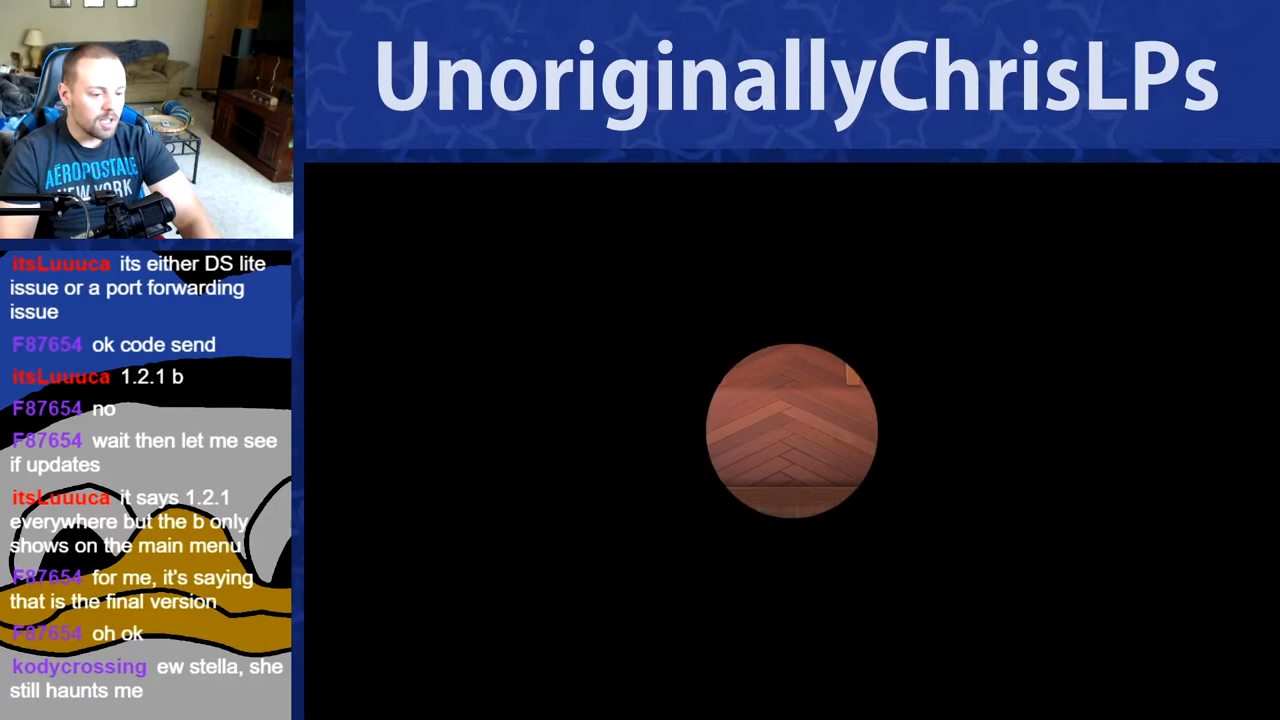 UnoriginallyChrisLPs
AÉROPOSTALE
NEW YORK
itsLuuuca its either DS lite
issue or a port forwarding
issue
F87654 ok code send
itsLuuuca 1.2.1 b
F87654 no
F87654 wait then let me see
if updates
itsLuuuca it says 1.2.1
everywhere but the b only
shows on the main menu
F87654 for me, it's saying
that is the final version
F87654 oh ok
kodycrossing ew stella, she
still haunts me